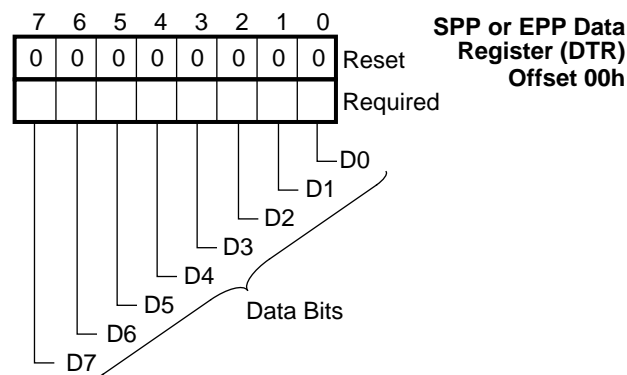 7 6 5 4 3 2 1 0
SPP or EPP Data
Register (DTR)
Offset 00h
0 0 0 0 0 0 0 0 Reset
Required
D0
D1
D2
D3
D4
D5
D6
D7
Data Bits